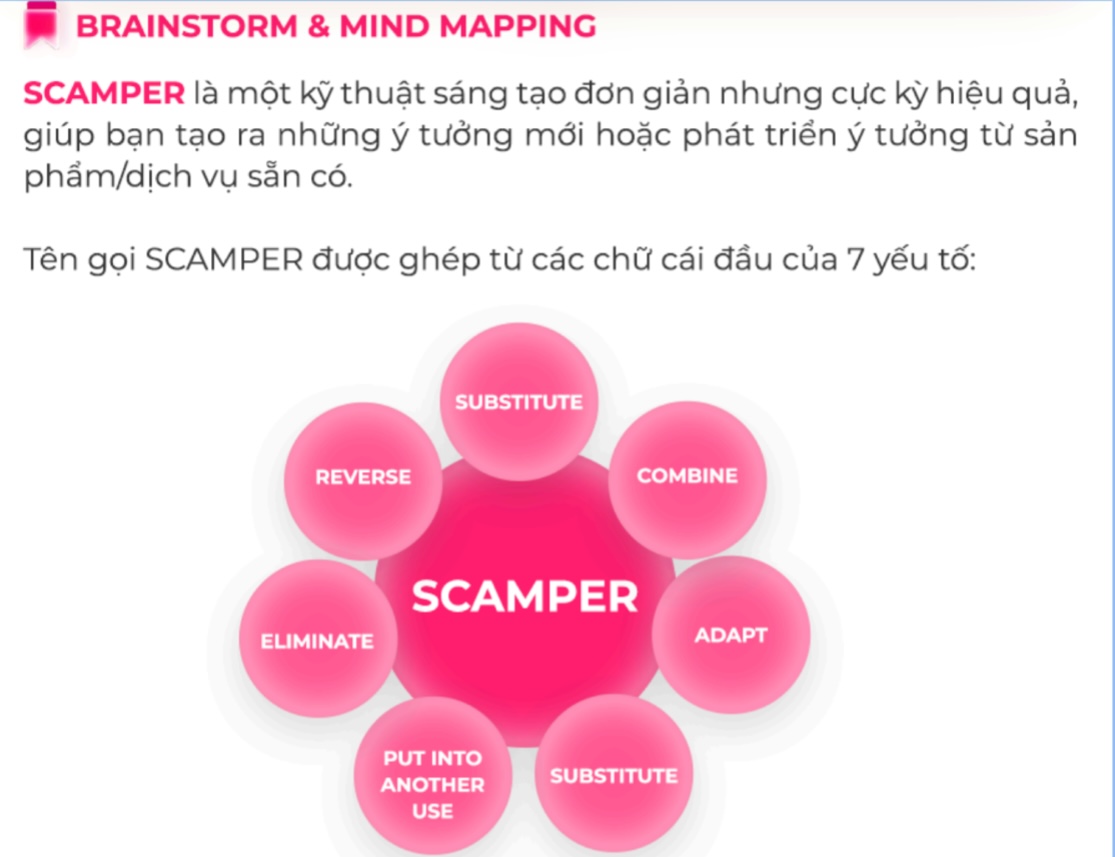 BRAINSTORM & MIND MAPPING
SCAMPER là một kỹ thuật sáng tạo đơn giản nhưng cực kỳ hiệu quả,
giúp bạn tạo ra những ý tưởng mới hoặc phát triển ý tưởng từ sản
phẩm/dịch vụ sẵn có.
Tên gọi SCAMPER được ghép từ các chữ cái đầu của 7 yếu tố:
SUBSTITUTE
COMBINE
ADAPT
SUBSTITUTE
PUT INTO
ANOTHER
USE
ELIMINATE
REVERSE
SCAMPER